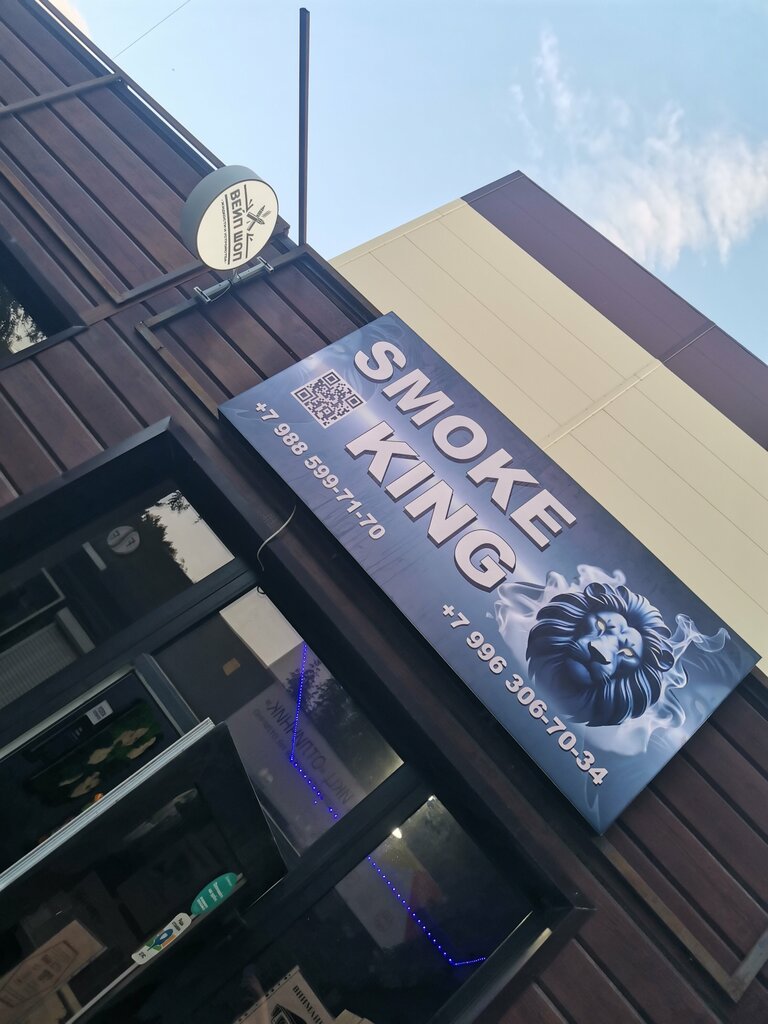 ВЕЙП ШОП
SMOKE
KING
+7 988 599-71-70
+7 996 306-70-34